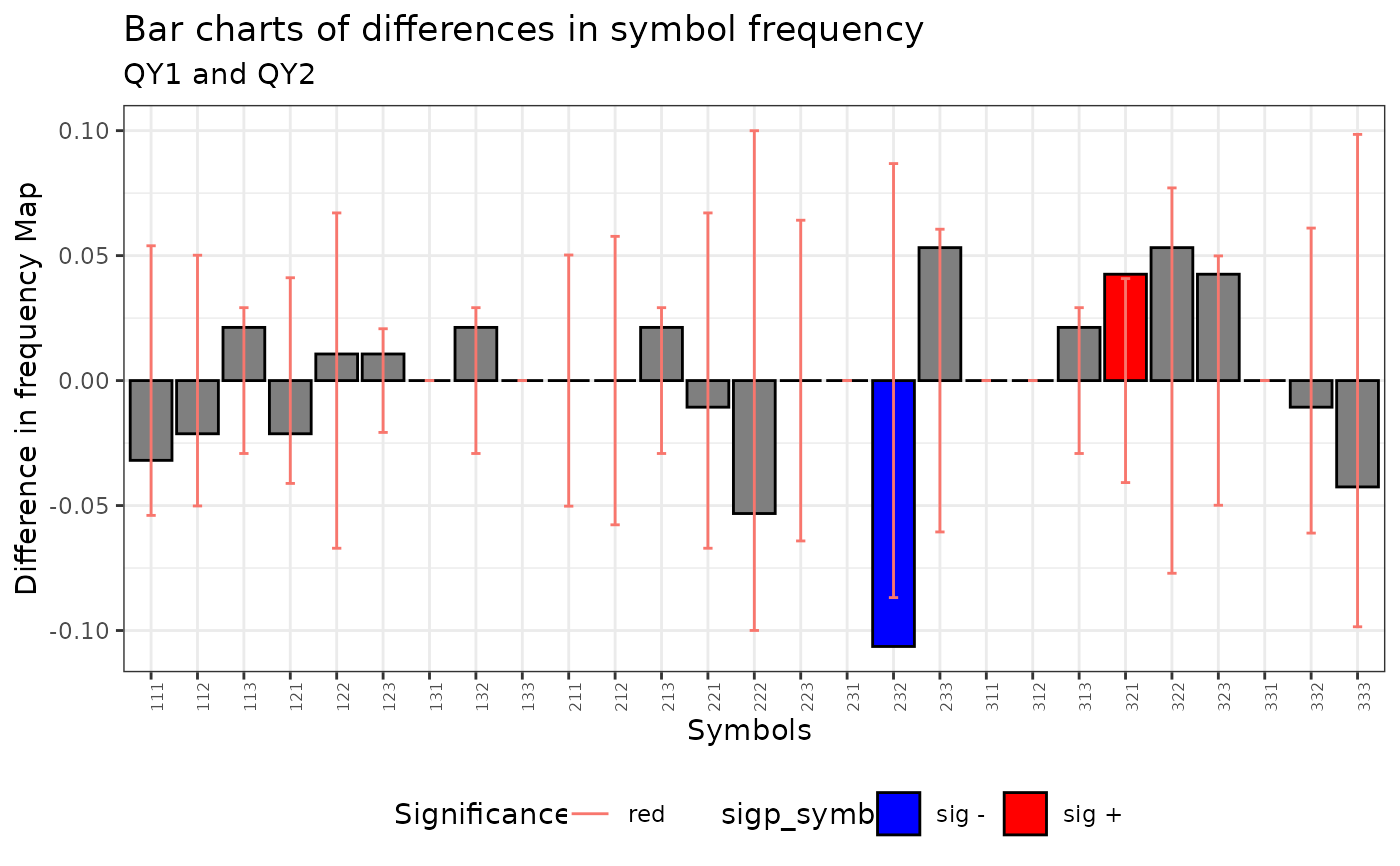 Bar charts of differences in symbol frequency
QY1 and QY2
Difference in frequency Map
0.10
0.05
0.00
-0.05
-0.10
111 112 113 121 122 123 131 132 133 211 212 213 221 222 223 231 232 233 311 312 313 321 322 323 331 332 333
Symbols
Significance red sigp_symb sig - sig +